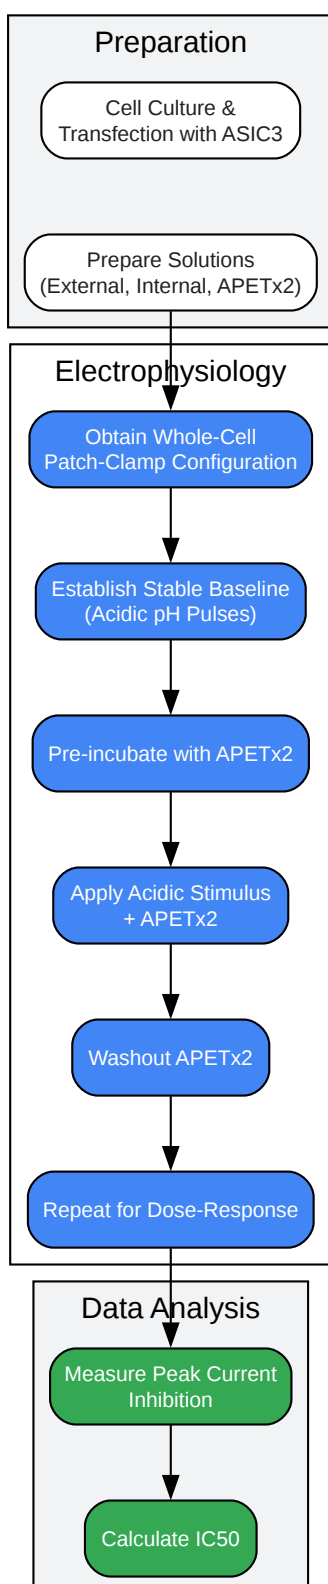 Preparation
Cell Culture &
Transfection with ASIC3
Prepare Solutions
(External, Internal, APETx2)
Electrophysiology
Obtain Whole-Cell
Patch-Clamp Configuration
Establish Stable Baseline
(Acidic pH Pulses)
Pre-incubate with APETx2
Apply Acidic Stimulus
+ APETx2
Washout APETx2
Repeat for Dose-Response
Data Analysis
Measure Peak Current
Inhibition
Calculate IC50